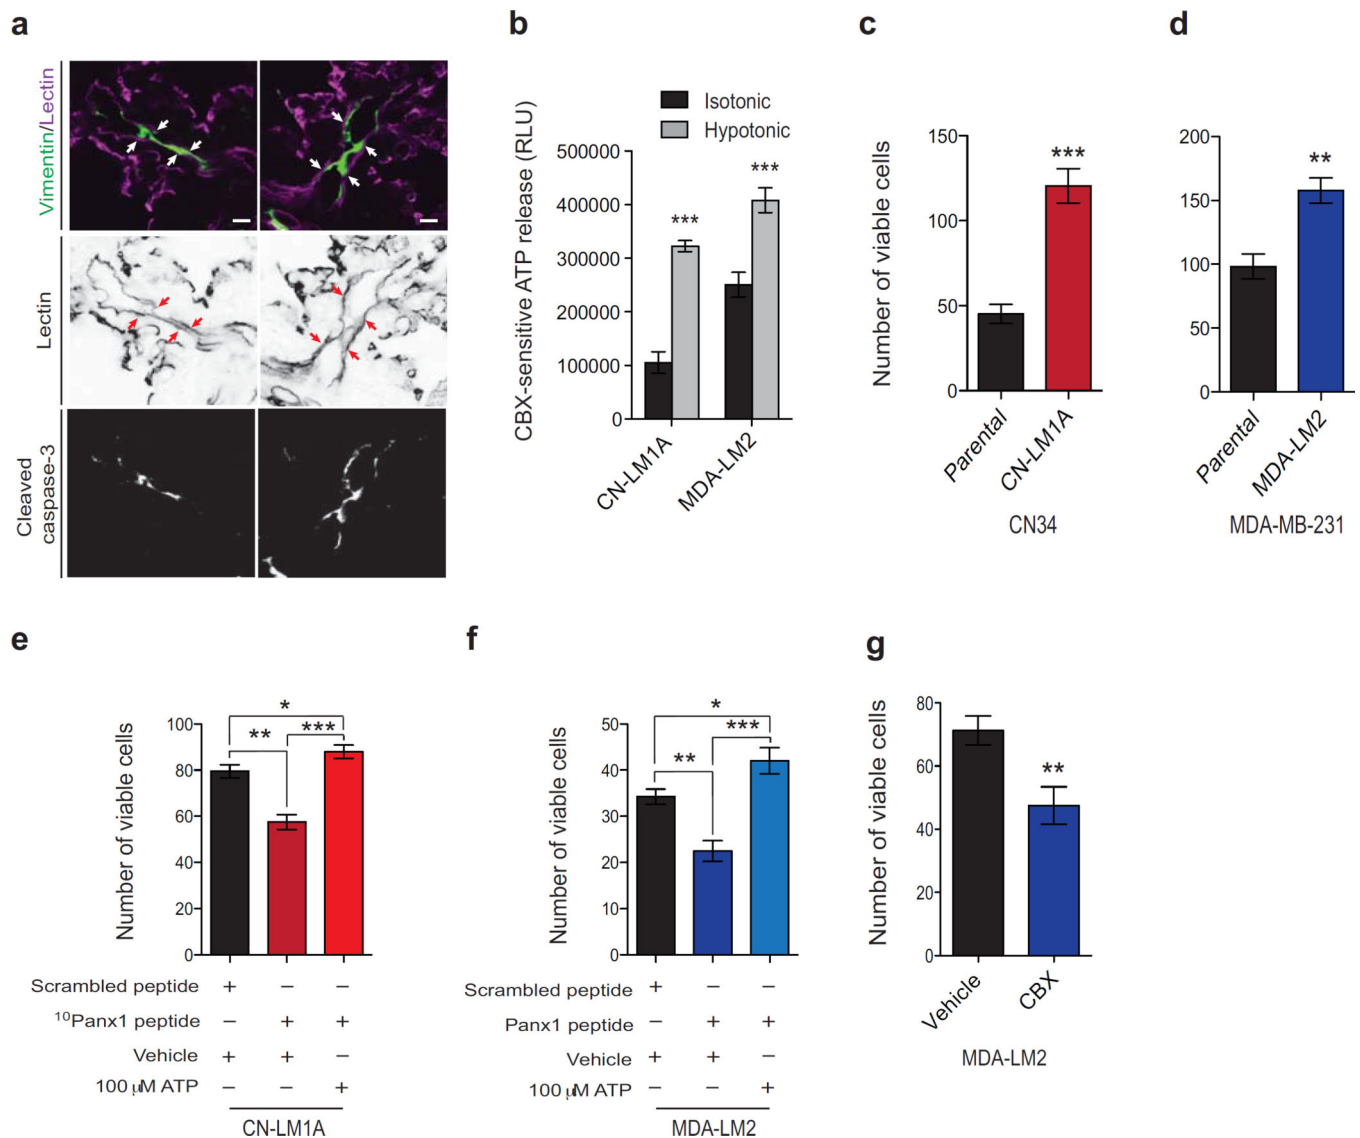 a
Vimentin/Lectin
Lectin
Cleaved
caspase-3
b
Isotonic
Hypotonic
CBX-sensitive ATP release (RLU)
500000
400000
300000
200000
100000
0
***
***
CN-LM1A
MDA-LM2
c
Number of viable cells
150
100
50
0
***
Parental
CN-LM1A
CN34
d
200
150
100
50
0
**
Parental
MDA-LM2
MDA-MB-231
e
Number of viable cells
100
80
60
40
20
0
*
** ***
Scrambled peptide + – –
¹⁰Panx1 peptide – + +
Vehicle + + –
100 μM ATP – – +
CN-LM1A
f
Number of viable cells
50
40
30
20
10
0
*
***
**
Scrambled peptide + – –
Panx1 peptide – + +
Vehicle + + –
100 μM ATP – – +
MDA-LM2
g
Number of viable cells
80
60
40
20
0
**
Vehicle
CBX
MDA-LM2